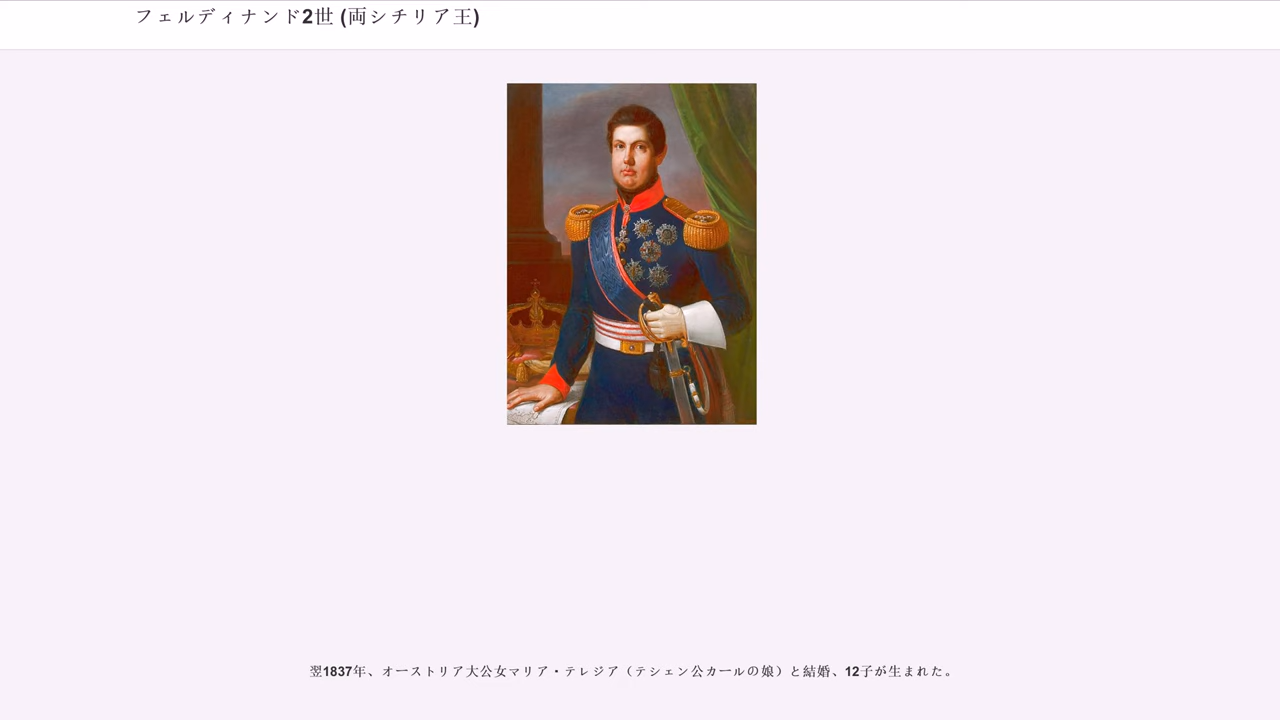 フェルディナンド2世 (両シチリア王)
翌1837年、オーストリア大公女マリア・テレジア（テシェン公カールの娘）と結婚、12子が生まれた。